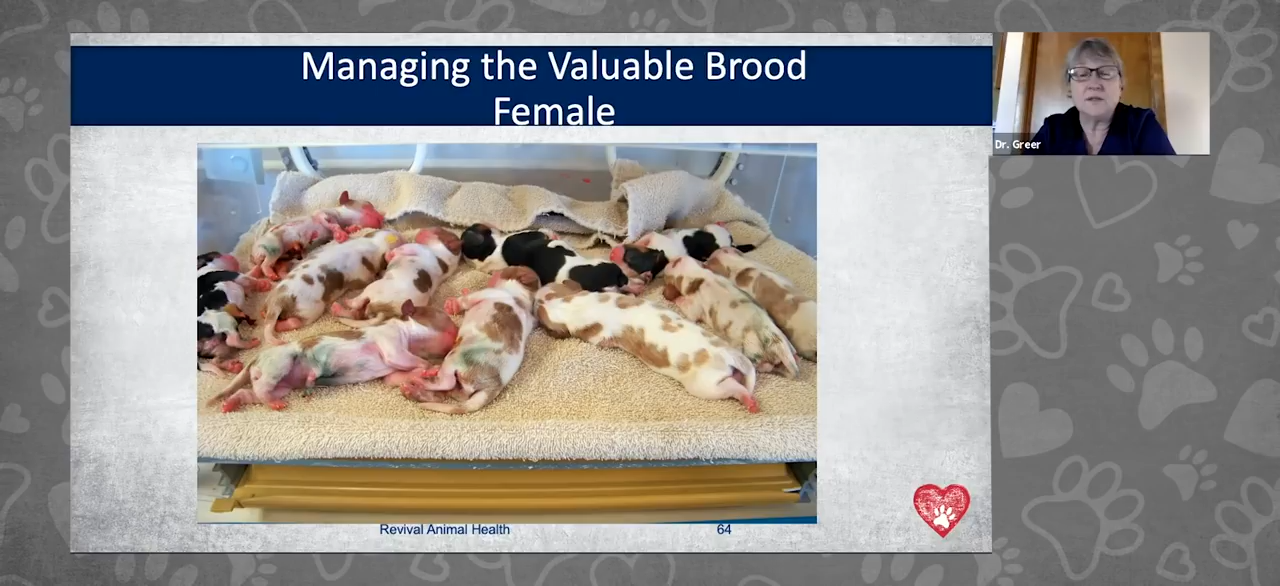 Managing the Valuable Brood
Female
Dr. Greer
Revival Animal Health
64